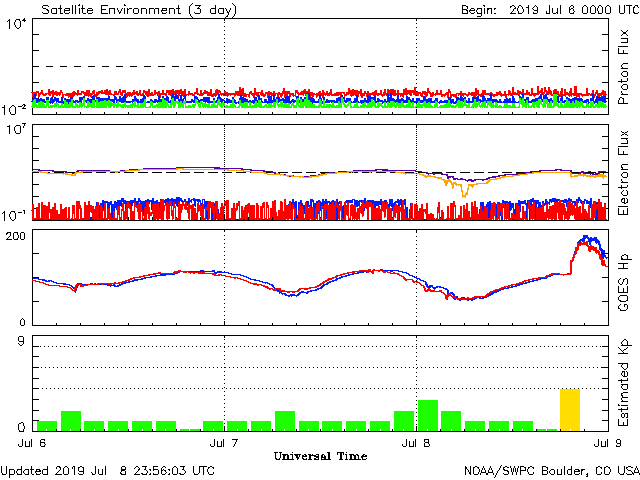 Satellite Environment (3 day)
Begin: 2019 Jul 6 0000 UTC
10⁴
10⁻²
Proton Flux
10⁷
10⁻¹
Electron Flux
200
0
GOES Hp
9
0
Estimated Kp
Jul 6 Jul 7 Jul 8 Jul 9
Universal Time
Updated 2019 Jul 8 23:56:03 UTC
NOAA/SWPC Boulder, CO USA